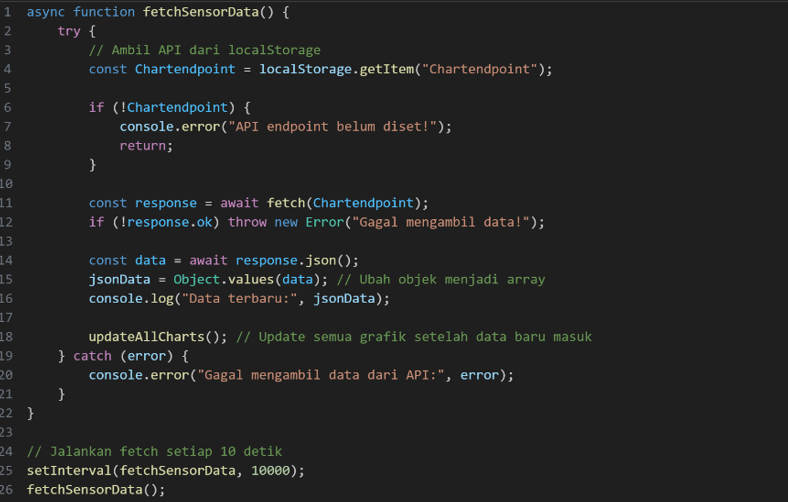 1 async function fetchSensorData() {
2     try {
3         // Ambil API dari localStorage
4         const Chartendpoint = localStorage.getItem("Chartendpoint");
5
6         if (!Chartendpoint) {
7             console.error("API endpoint belum diset!");
8             return;
9         }
10
11         const response = await fetch(Chartendpoint);
12         if (!response.ok) throw new Error("Gagal mengambil data!");
13
14         const data = await response.json();
15         jsonData = Object.values(data); // Ubah objek menjadi array
16         console.log("Data terbaru:", jsonData);
17
18         updateAllCharts(); // Update semua grafik setelah data baru masuk
19     } catch (error) {
20         console.error("Gagal mengambil data dari API:", error);
21     }
22 }
23
24 // Jalankan fetch setiap 10 detik
25 setInterval(fetchSensorData, 10000);
26 fetchSensorData();